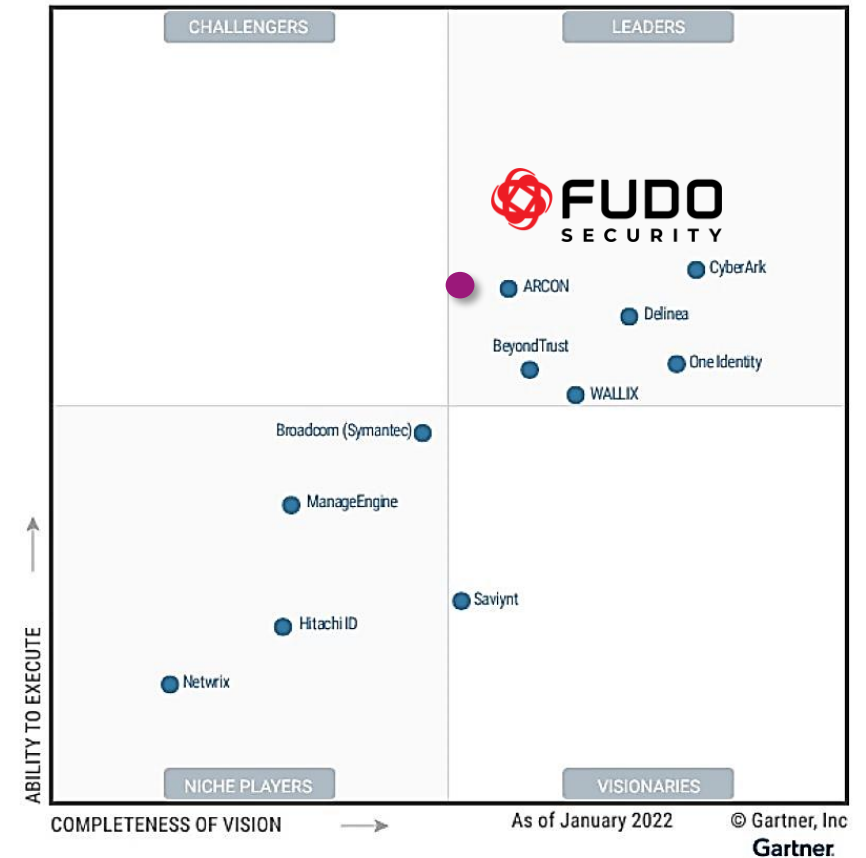 CHALLENGERS
LEADERS
FUDO
SECURITY
CyberArk
ARCON
Delinea
BeyondTrust
One Identity
WALLIX
Broadcom (Symantec)
ManageEngine
Saviynt
Hitachi ID
Netwrix
ABILITY TO EXECUTE
NICHE PLAYERS
VISIONARIES
COMPLETENESS OF VISION
As of January 2022
© Gartner, Inc
Gartner.